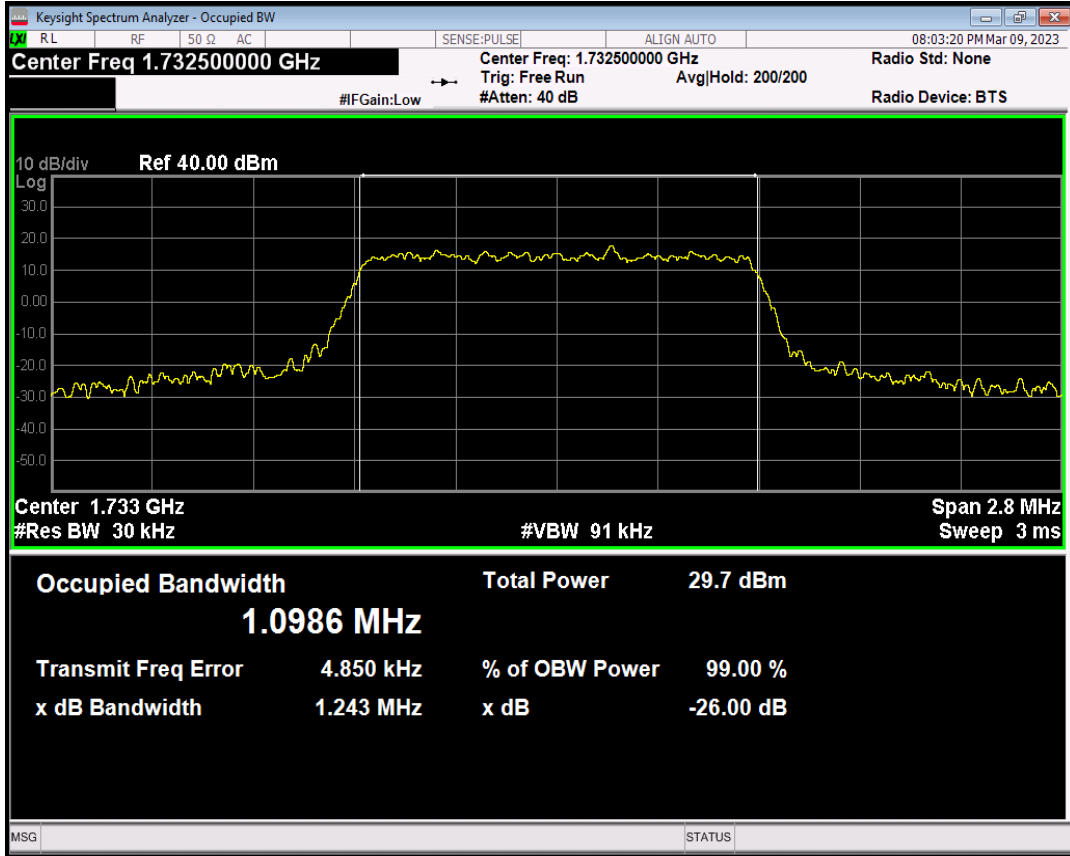 Keysight Spectrum Analyzer - Occupied BW
LXI RL RF 50 Ω AC SENSE:PULSE ALIGN AUTO 08:03:20 PM Mar 09, 2023
Center Freq 1.732500000 GHz
Center Freq: 1.732500000 GHz
Radio Std: None
Trig: Free Run Avg|Hold: 200/200
#IFGain:Low #Atten: 40 dB
Radio Device: BTS
10 dB/div Ref 40.00 dBm
Log
30.0
20.0
10.0
0.00
-10.0
-20.0
-30.0
-40.0
-50.0
Center 1.733 GHz Span 2.8 MHz
#Res BW 30 kHz #VBW 91 kHz Sweep 3 ms
Occupied Bandwidth Total Power 29.7 dBm
1.0986 MHz
Transmit Freq Error 4.850 kHz % of OBW Power 99.00 %
x dB Bandwidth 1.243 MHz x dB -26.00 dB
MSG STATUS